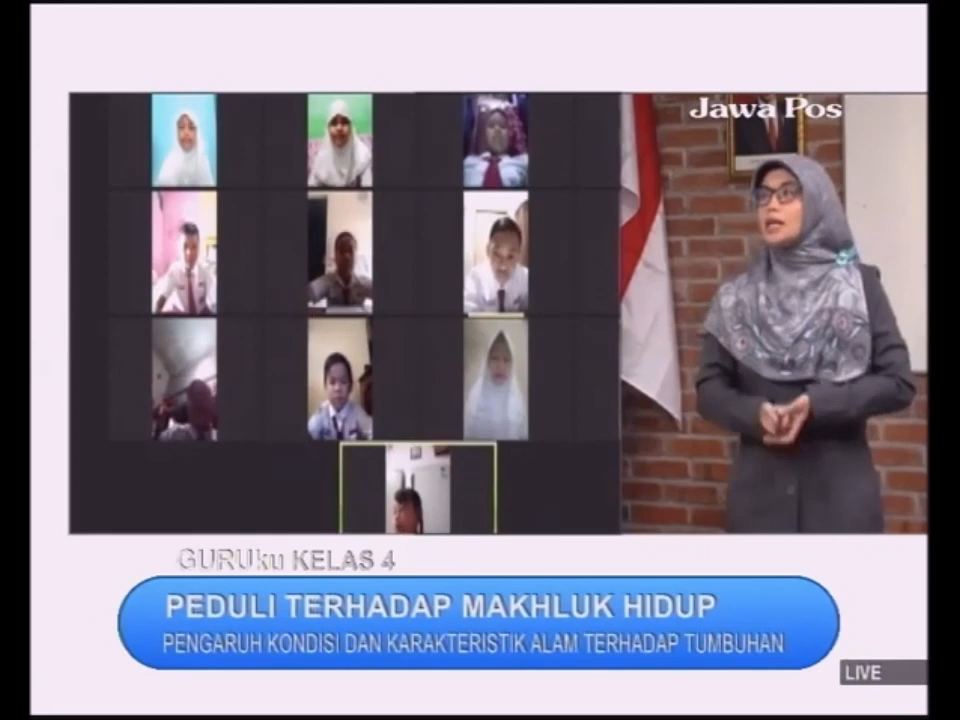 Jawa Pos
GURUku KELAS 4
PEDULI TERHADAP MAKHLUK HIDUP
PENGARUH KONDISI DAN KARAKTERISTIK ALAM TERHADAP TUMBUHAN
LIVE